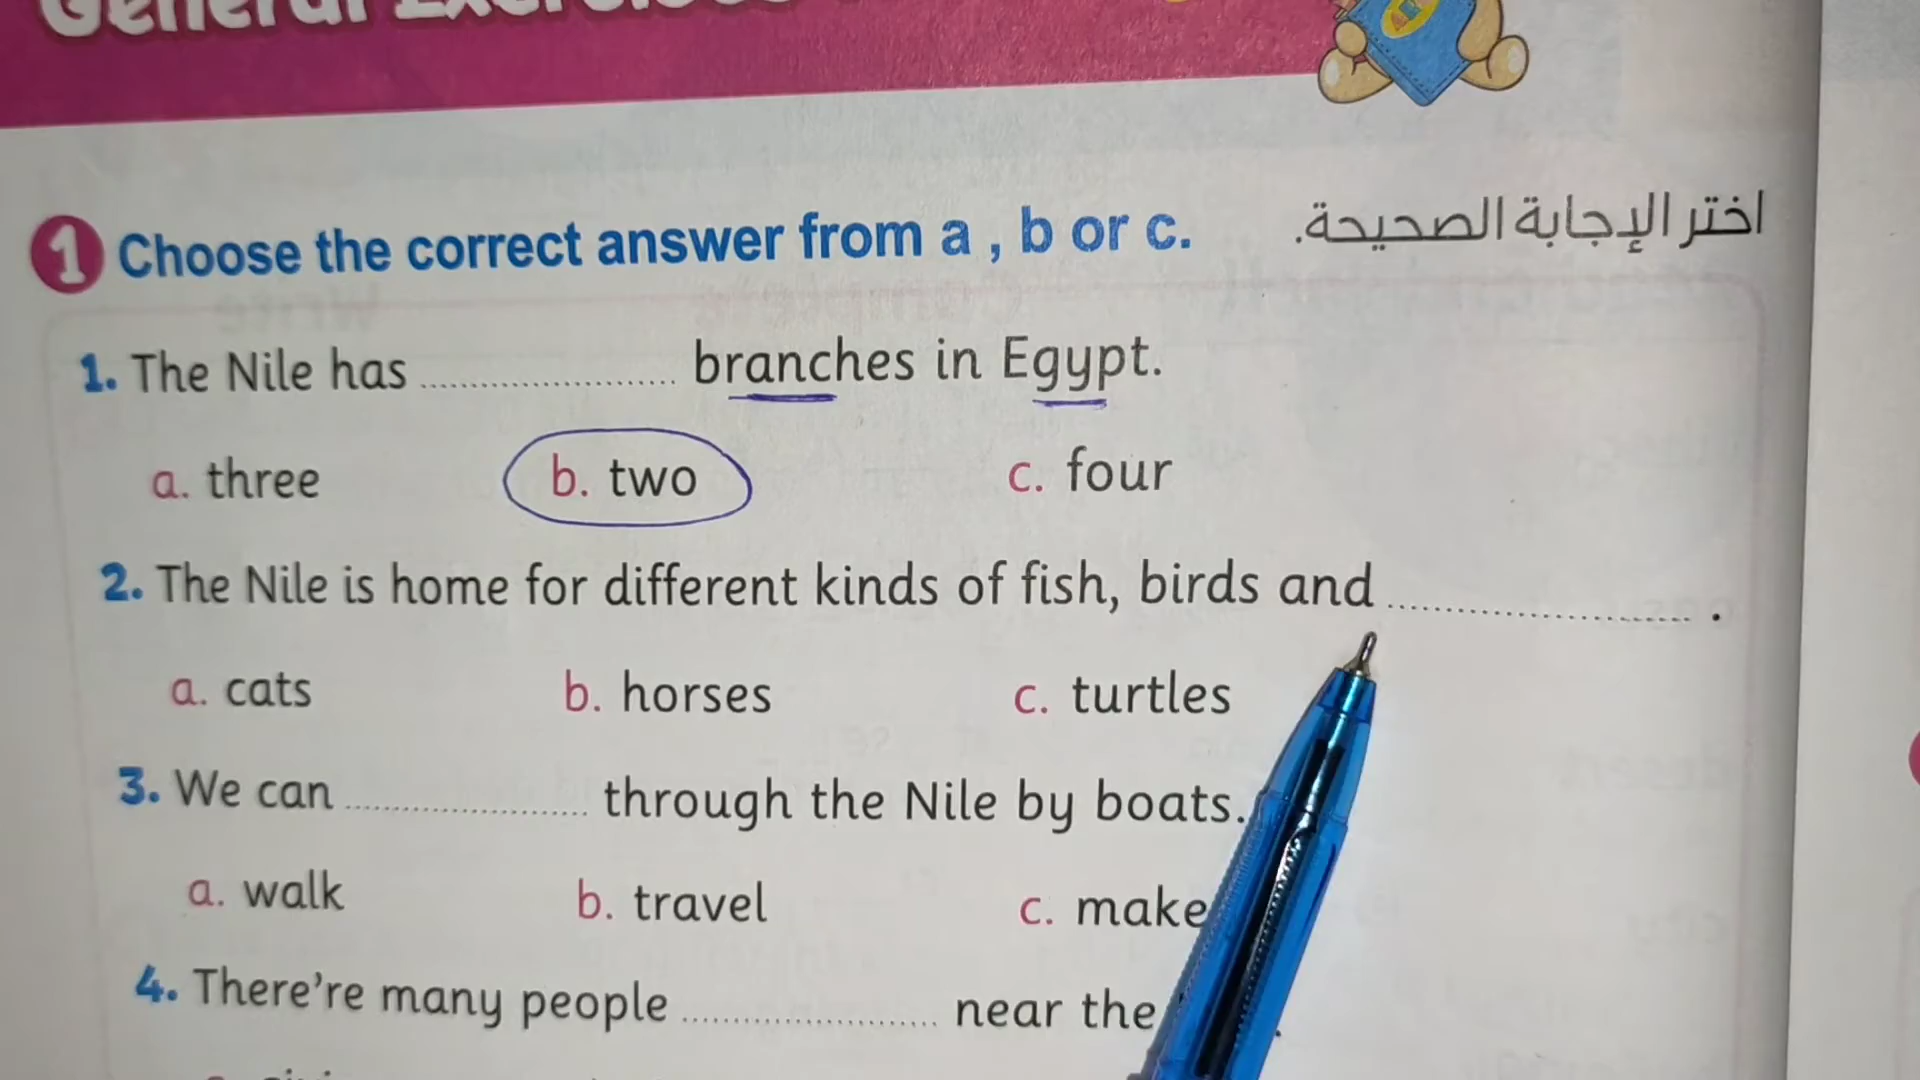 General
1 Choose the correct answer from a , b or c. اختر الإجابة الصحيحة.
1. The Nile has ........................ branches in Egypt.
a. three b. two c. four
2. The Nile is home for different kinds of fish, birds and ........................ .
a. cats b. horses c. turtles
3. We can ........................ through the Nile by boats.
a. walk b. travel c. make
4. There're many people ........................ near the